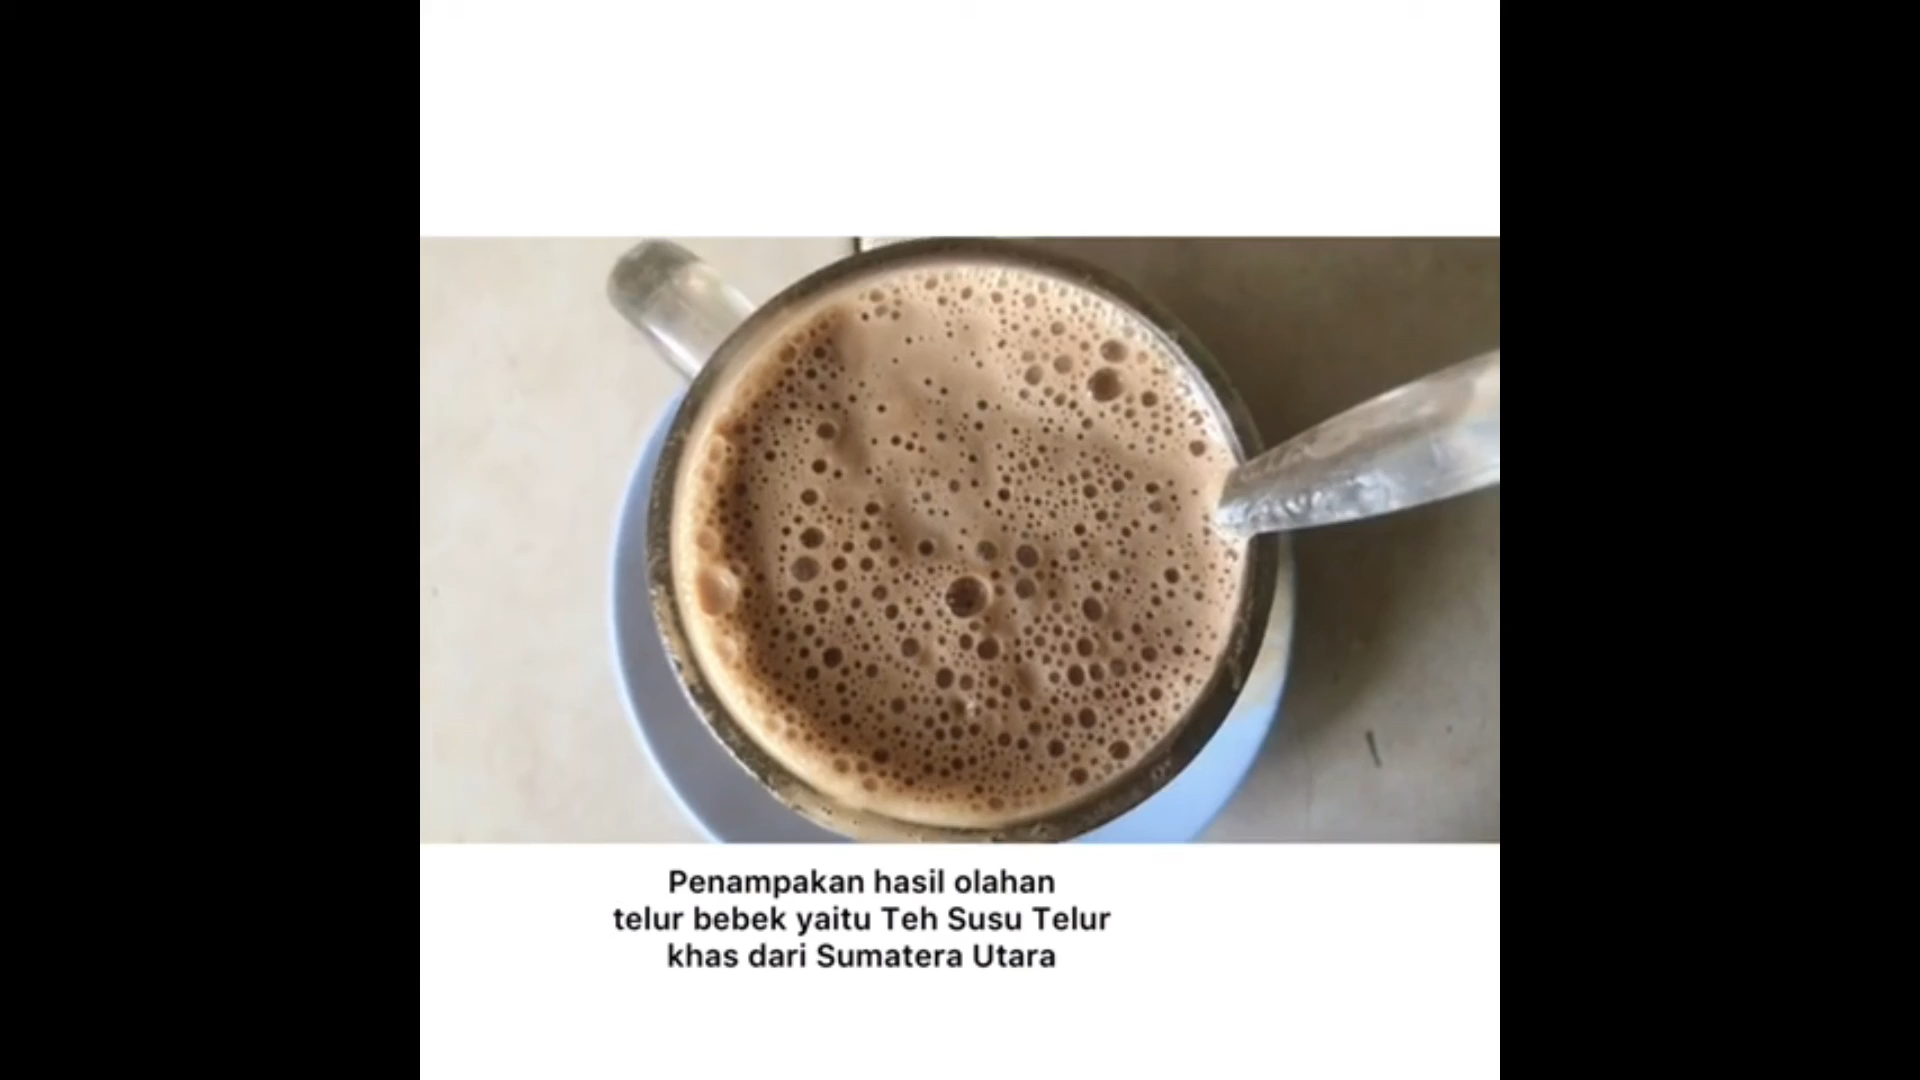 Penampakan hasil olahan
telur bebek yaitu Teh Susu Telur
khas dari Sumatera Utara